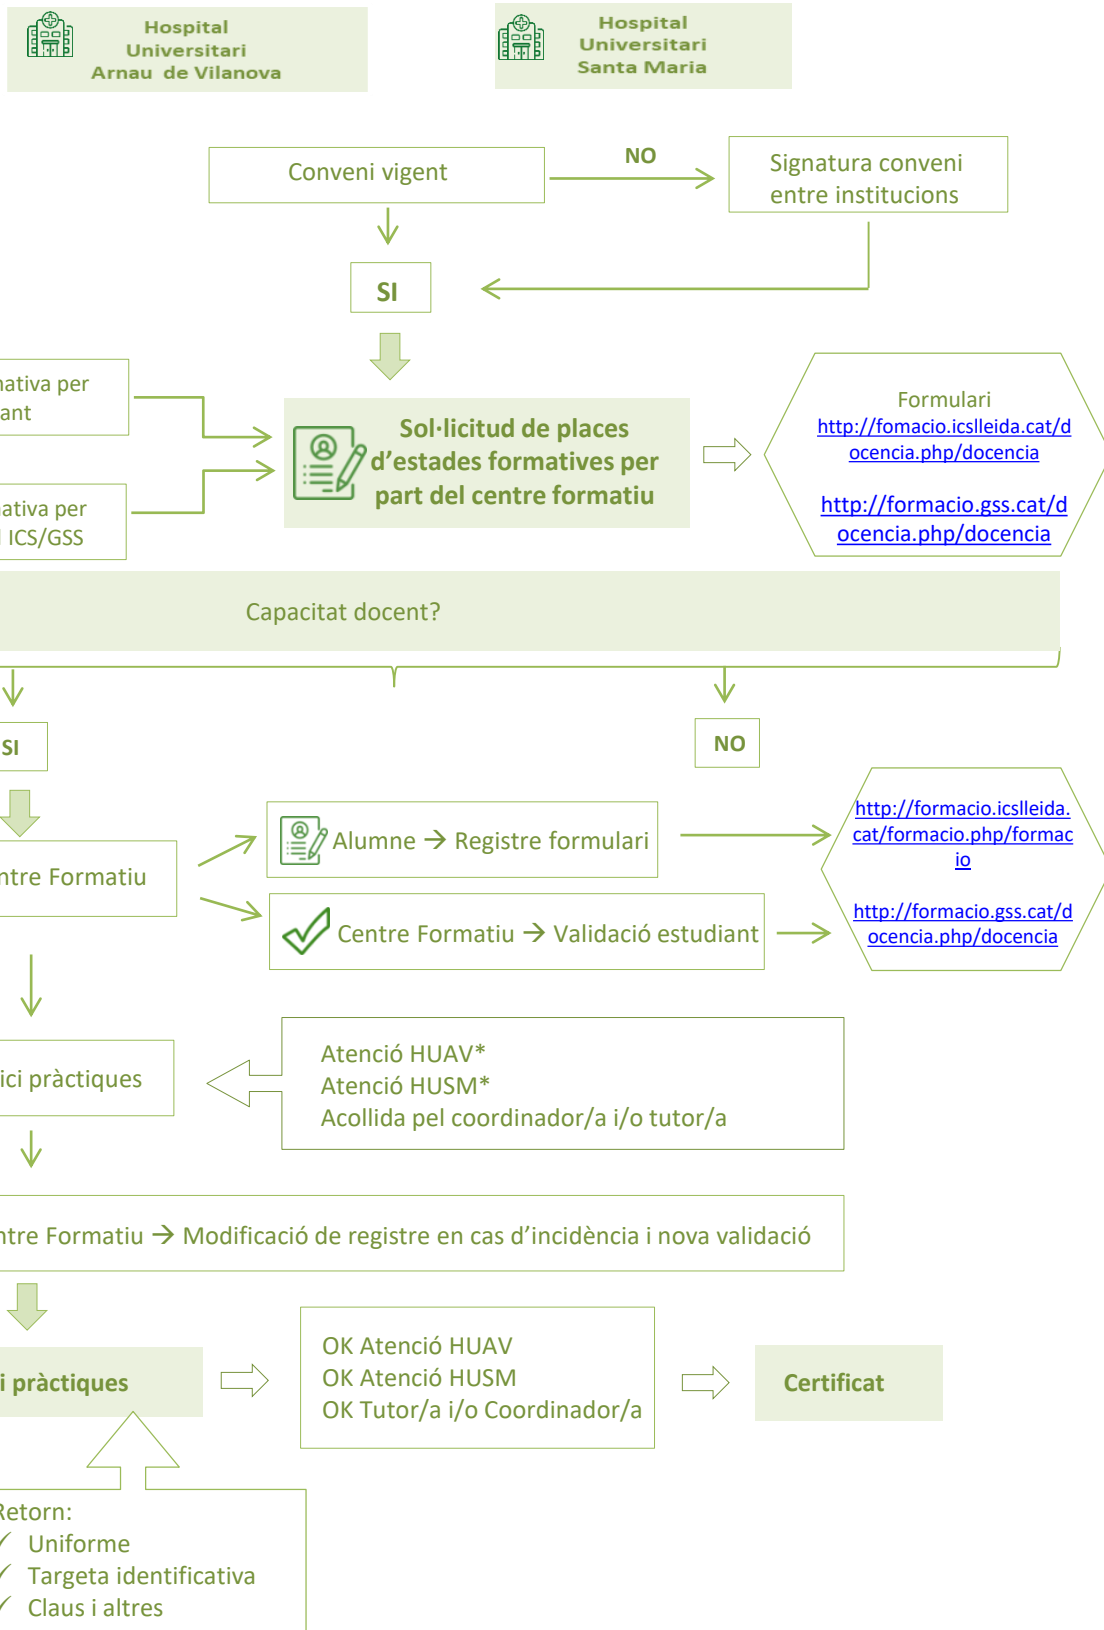 Hospital
Universitari
Arnau de Vilanova
Hospital
Universitari
Santa Maria
Conveni vigent
NO
Signatura conveni
entre institucions
SI
nativa per
ant
nativa per
ICS/GSS
Sol·licitud de places
d'estades formatives per
part del centre formatiu
Formulari
http://fomacio.icslleida.cat/d
ocencia.php/docencia
http://formacio.gss.cat/d
ocencia.php/docencia
Capacitat docent?
SI
NO
ntre Formatiu
Alumne → Registre formulari
Centre Formatiu → Validació estudiant
http://formacio.icslleida.
cat/formacio.php/formac
io
http://formacio.gss.cat/d
ocencia.php/docencia
ici pràctiques
Atenció HUAV*
Atenció HUSM*
Acollida pel coordinador/a i/o tutor/a
ntre Formatiu → Modificació de registre en cas d'incidència i nova validació
i pràctiques
OK Atenció HUAV
OK Atenció HUSM
OK Tutor/a i/o Coordinador/a
Certificat
Retorn:
✓ Uniforme
✓ Targeta identificativa
✓ Claus i altres